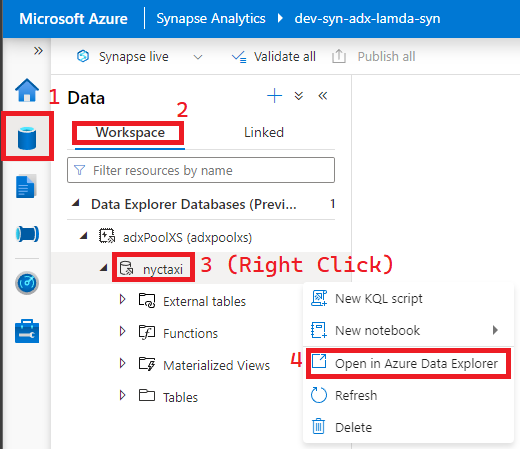 Microsoft Azure Synapse Analytics dev-syn-adx-lamda-syn
» Synapse live Validate all Publish all
Data
1
2
Workspace Linked
Filter resources by name
Data Explorer Databases (Previ... 1
adxPoolXS (adxpoolxs)
nyctaxi 3 (Right Click)
External tables
New KQL script
Functions
New notebook
Materialized Views
4 Open in Azure Data Explorer
Tables
Refresh
Delete